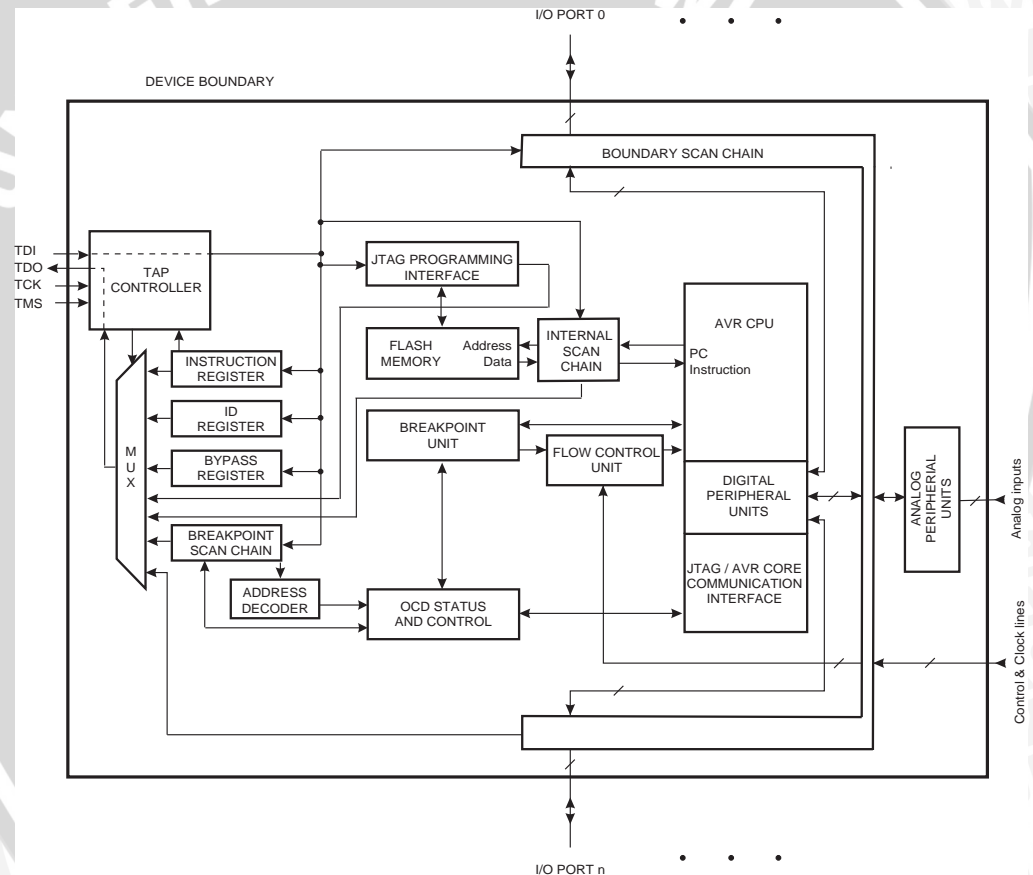 I/O PORT 0
DEVICE BOUNDARY
BOUNDARY SCAN CHAIN
TDI
TDO
TCK
TMS
TAP
CONTROLLER
JTAG PROGRAMMING
INTERFACE
FLASH
MEMORY
Address
Data
INTERNAL
SCAN
CHAIN
AVR CPU
PC
Instruction
INSTRUCTION
REGISTER
ID
REGISTER
BYPASS
REGISTER
M
U
X
BREAKPOINT
UNIT
FLOW CONTROL
UNIT
DIGITAL
PERIPHERAL
UNITS
ANALOG
PERIPHERIAL
UNITS
Analog inputs
BREAKPOINT
SCAN CHAIN
ADDRESS
DECODER
OCD STATUS
AND CONTROL
JTAG / AVR CORE
COMMUNICATION
INTERFACE
Control & Clock lines
I/O PORT n